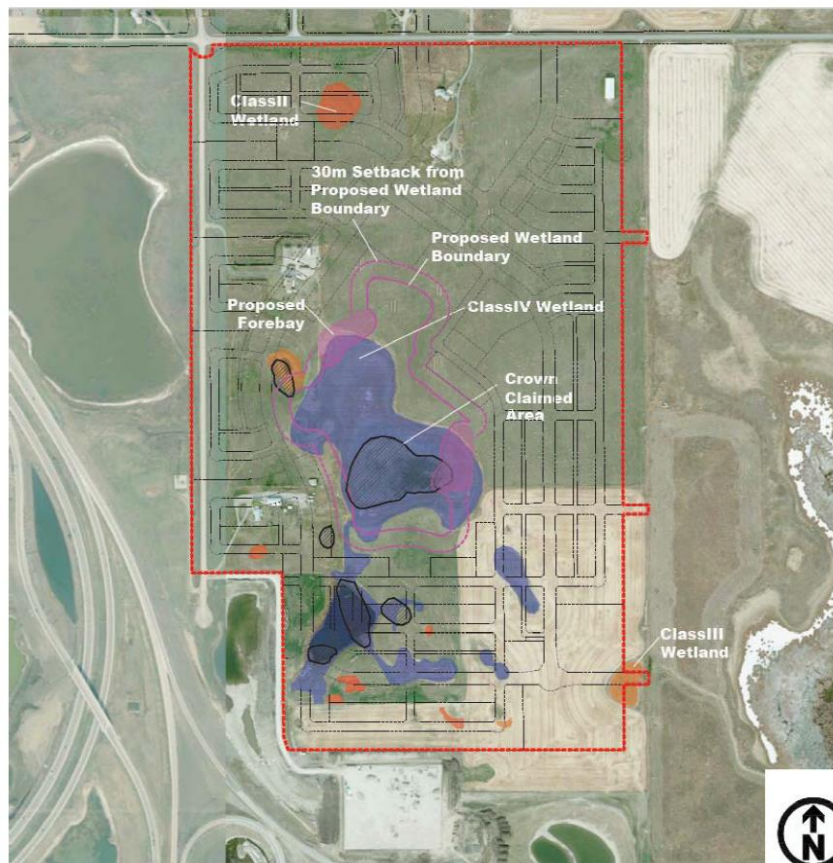 ClassII
Wetland
30m Setback from
Proposed Wetland
Boundary
Proposed Wetland
Boundary
Proposed
Forebay
ClassIV Wetland
Crown
Claimed
Area
ClassIII
Wetland
N